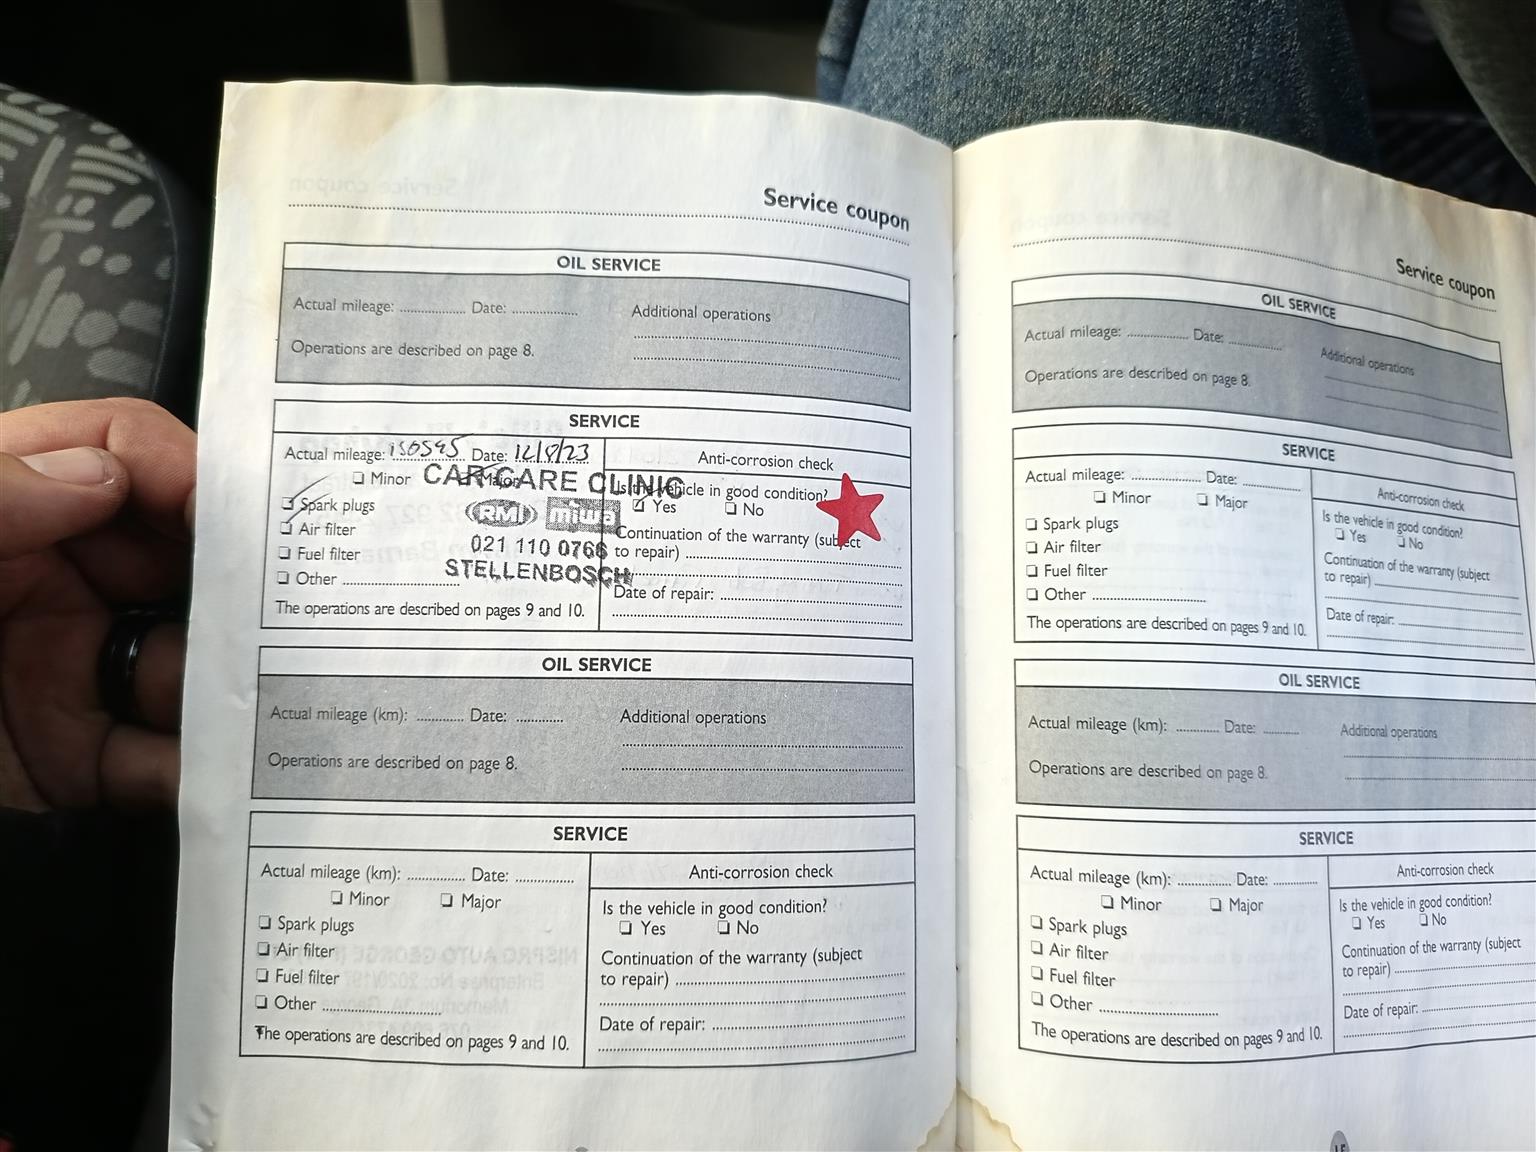 Service coupon
OIL SERVICE
Actual mileage: ................. Date: .................
Additional operations
Operations are described on page 8.
SERVICE
Actual mileage: 150595 Date: 12/8/23
Minor Major
Spark plugs
Air filter
Fuel filter
Other
The operations are described on pages 9 and 10.
CAR CARE CLINIC
RMI miwa
021 110 0766
STELLENBOSCH
Anti-corrosion check
Is the vehicle in good condition?
Yes No
Continuation of the warranty (subject
to repair)
Date of repair:
OIL SERVICE
Actual mileage (km): ............ Date: ............
Additional operations
Operations are described on page 8.
SERVICE
Actual mileage (km): ............... Date: ...............
Minor Major
Spark plugs
Air filter
Fuel filter
Other
The operations are described on pages 9 and 10.
Anti-corrosion check
Is the vehicle in good condition?
Yes No
Continuation of the warranty (subject
to repair)
Date of repair:
Service coupon
OIL SERVICE
Actual mileage: ................ Date: ..............
Additional operations
Operations are described on page 8.
SERVICE
Actual mileage: .................. Date: ...............
Minor Major
Spark plugs
Air filter
Fuel filter
Other
The operations are described on pages 9 and 10.
Anti-corrosion check
Is the vehicle in good condition?
Yes No
Continuation of the warranty (subject
to repair)
Date of repair:
OIL SERVICE
Actual mileage (km): ........... Date: .........
Additional operations
Operations are described on page 8.
SERVICE
Actual mileage (km): .............. Date: ............
Minor Major
Spark plugs
Air filter
Fuel filter
Other
The operations are described on pages 9 and 10.
Anti-corrosion check
Is the vehicle in good condition?
Yes No
Continuation of the warranty (subject
to repair)
Date of repair: